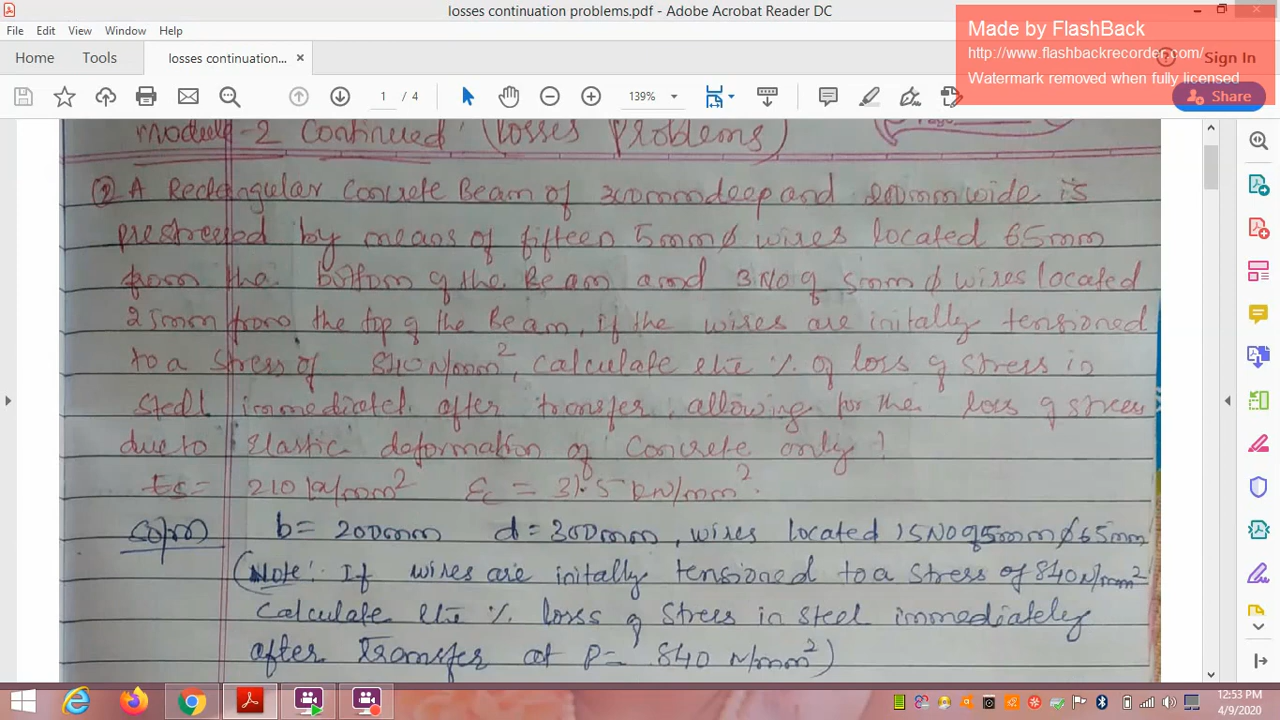 losses continuation problems.pdf - Adobe Acrobat Reader DC
Made by FlashBack
http://www.flashbackrecorder.com/
Watermark removed when fully licensed
File Edit View Window Help
Home Tools losses continuation... × Sign In
1 / 4 139% Share
Module-2 Continued (Losses Problems)
② A Rectangular Concrete Beam of 300mm deep and 200mm wide is
prestressed by means of fifteen 5mm ϕ wires located 65mm
from the bottom of the Beam and 3 No of 5mm ϕ wires located
25mm from the top of the Beam, if the wires are initally tensioned
to a stress of 840 N/mm², Calculate the % of loss of stress in
steel immediatel after transfer, allowing for the loss of stress
due to Elastic deformation of Concrete only?
Es = 210 kN/mm² Ec = 31.5 kN/mm².
Soln b = 200mm d = 300mm, wires located 15 No of 5mm ϕ 65mm
(Note: If wires are initally tensioned to a stress of 840 N/mm²
Calculate the % loss of stress in steel immediately
after Transfer at P = 840 N/mm²)
12:53 PM
4/9/2020